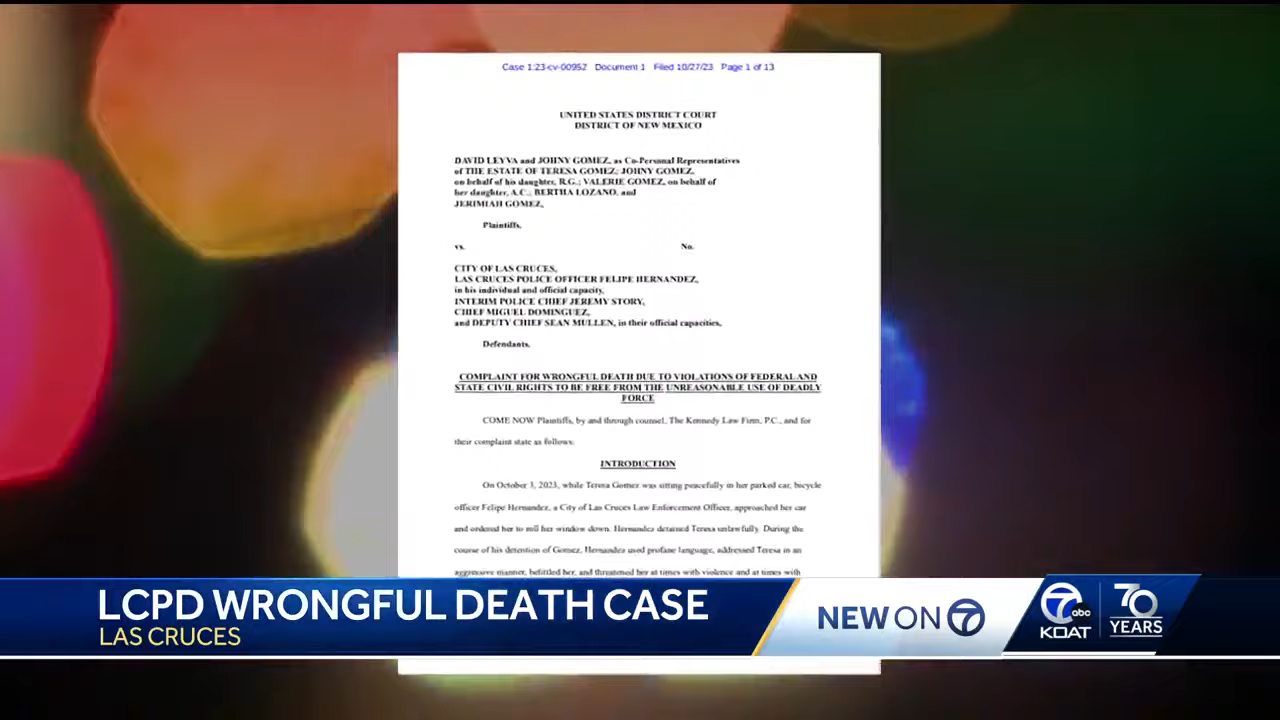 Case 1:23-cv-00952 Document 1 Filed 10/27/23 Page 1 of 13
UNITED STATES DISTRICT COURT
DISTRICT OF NEW MEXICO
DAVID LEYVA and JOHNY GOMEZ, as Co-Personal Representatives
of THE ESTATE OF TERESA GOMEZ; JOHNY GOMEZ,
on behalf of his daughter, R.G.; VALERIE GOMEZ, on behalf of
her daughter, A.C.; BERTHA LOZANO, and
JERIMIAH GOMEZ,
Plaintiffs,
vs. No.
CITY OF LAS CRUCES,
LAS CRUCES POLICE OFFICER FELIPE HERNANDEZ,
in his individual and official capacity,
INTERIM POLICE CHIEF JEREMY STORY,
CHIEF MIGUEL DOMINGUEZ,
and DEPUTY CHIEF SEAN MULLEN, in their official capacities,
Defendants.
COMPLAINT FOR WRONGFUL DEATH DUE TO VIOLATIONS OF FEDERAL AND
STATE CIVIL RIGHTS TO BE FREE FROM THE UNREASONABLE USE OF DEADLY
FORCE
COME NOW Plaintiffs, by and through counsel, The Kennedy Law Firm, P.C., and for
their complaint state as follows:
INTRODUCTION
On October 3, 2023, while Teresa Gomez was sitting peacefully in her parked car, bicycle
officer Felipe Hernandez, a City of Las Cruces Law Enforcement Officer, approached her car
and ordered her to roll her window down. Hernandez detained Teresa unlawfully. During the
course of his detention of Gomez, Hernandez used profane language, addressed Teresa in an
aggressive manner, belittled her, and threatened her at times with violence and at times with
LCPD WRONGFUL DEATH CASE
LAS CRUCES
NEW ON 7
7 abc
KOAT
70
YEARS